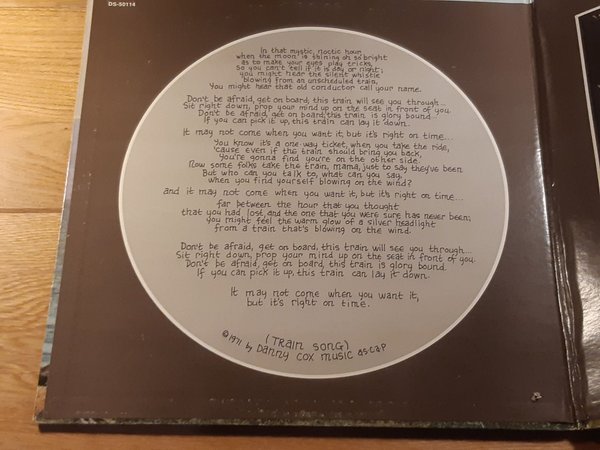 DS-50114
In that mystic, noctic hour,
when the moon is shining oh so bright
as to make your eyes play tricks,
So you can't tell if it is day or night;
you might hear the silent whistle
blowing from an unscheduled train,
You might hear that old conductor call your name.
Don't be afraid, get on board, this train will see you through...
Sit right down, prop your mind up on the seat in front of you.
Don't be afraid, get on board, this train is glory bound...
If you can pick it up, this train can lay it down.
It may not come when you want it, but it's right on time...
You know it's a one way ticket, when you take the ride,
'cause even if the train should bring you back,
You're gonna find you're on the other side.
Now some folks take the train, mama, just to say they've been
But who can you talk to, what can you say,
when you find yourself blowing on the wind?
and it may not come when you want it, but it's right on time...
far between the hour that you thought
that you had lost, and the one that you were sure has never been;
you might feel the warm glow of a silver headlight
from a train that's blowing on the wind.
Don't be afraid, get on board, this train will see you through...
Sit right down, prop your mind up on the seat in front of you.
Don't be afraid, get on board, this train is glory bound
If you can pick it up, this train can lay it down.
It may not come when you want it,
but it's right on time.
(TRAIN SONG)
©1971 by Danny Cox Music ASCAP